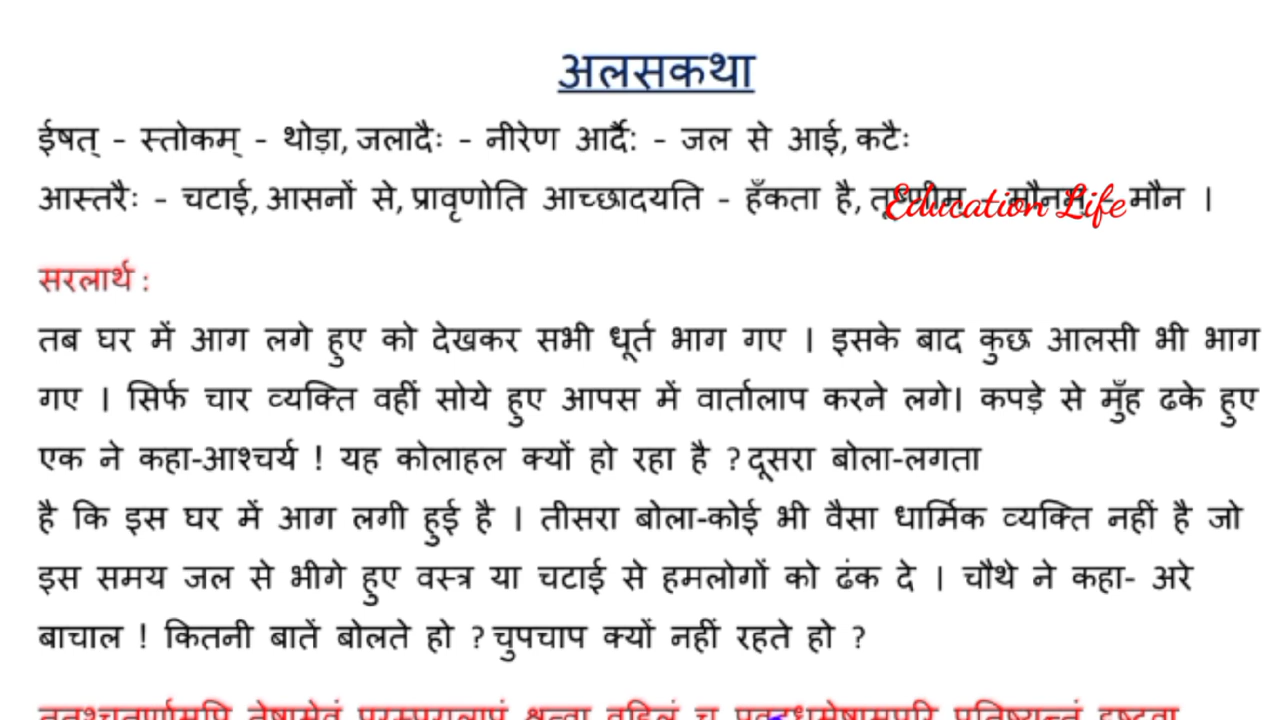 अलसकथा
ईषत् - स्तोकम् - थोड़ा, जलादैः - नीरेण आर्दै: - जल से आई, कटैः
आस्तरैः - चटाई, आसनों से, प्रावृणोति आच्छादयति - हँकता है, तूष्णीम् - मौनम् - मौन ।
Education Life
सरलार्थ :
तब घर में आग लगे हुए को देखकर सभी धूर्त भाग गए । इसके बाद कुछ आलसी भी भाग
गए । सिर्फ चार व्यक्ति वहीं सोये हुए आपस में वार्तालाप करने लगे। कपड़े से मुँह ढके हुए
एक ने कहा-आश्चर्य ! यह कोलाहल क्यों हो रहा है ? दूसरा बोला-लगता
है कि इस घर में आग लगी हुई है । तीसरा बोला-कोई भी वैसा धार्मिक व्यक्ति नहीं है जो
इस समय जल से भीगे हुए वस्त्र या चटाई से हमलोगों को ढंक दे । चौथे ने कहा- अरे
बाचाल ! कितनी बातें बोलते हो ? चुपचाप क्यों नहीं रहते हो ?